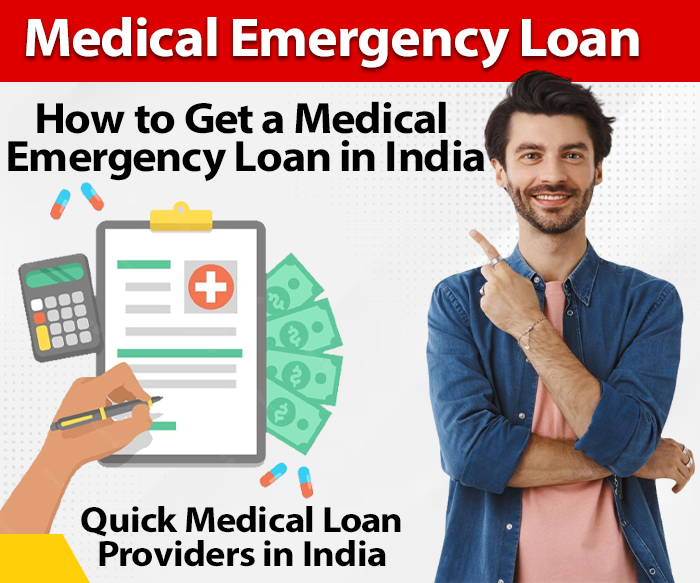 Medical Emergency Loan
How to Get a Medical
Emergency Loan in India
Quick Medical Loan
Providers in India